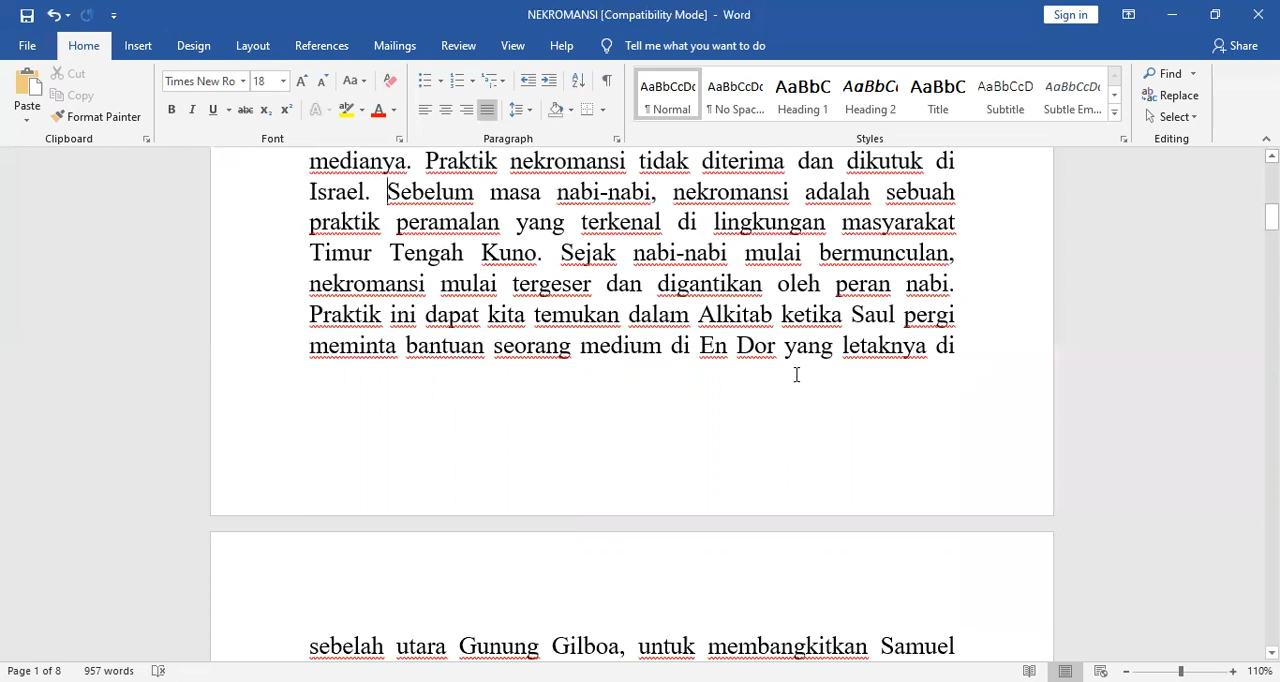 NEKROMANSI [Compatibility Mode] - Word
Sign in
File Home Insert Design Layout References Mailings Review View Help Tell me what you want to do Share
Paste
Cut
Copy
Format Painter
Clipboard
Times New Ro 18
Aa
B I U abc x₂ x²
A A
Font
Paragraph
AaBbCcDc AaBbCcDc AaBbC AaBbCc AaBbC AaBbCcD AaBbCcDc
¶ Normal ¶ No Spac... Heading 1 Heading 2 Title Subtitle Subtle Em...
Styles
Find
Replace
Select
Editing
medianya. Praktik nekromansi tidak diterima dan dikutuk di
Israel. Sebelum masa nabi-nabi, nekromansi adalah sebuah
praktik peramalan yang terkenal di lingkungan masyarakat
Timur Tengah Kuno. Sejak nabi-nabi mulai bermunculan,
nekromansi mulai tergeser dan digantikan oleh peran nabi.
Praktik ini dapat kita temukan dalam Alkitab ketika Saul pergi
meminta bantuan seorang medium di En Dor yang letaknya di
sebelah utara Gunung Gilboa, untuk membangkitkan Samuel
Page 1 of 8 957 words
110%